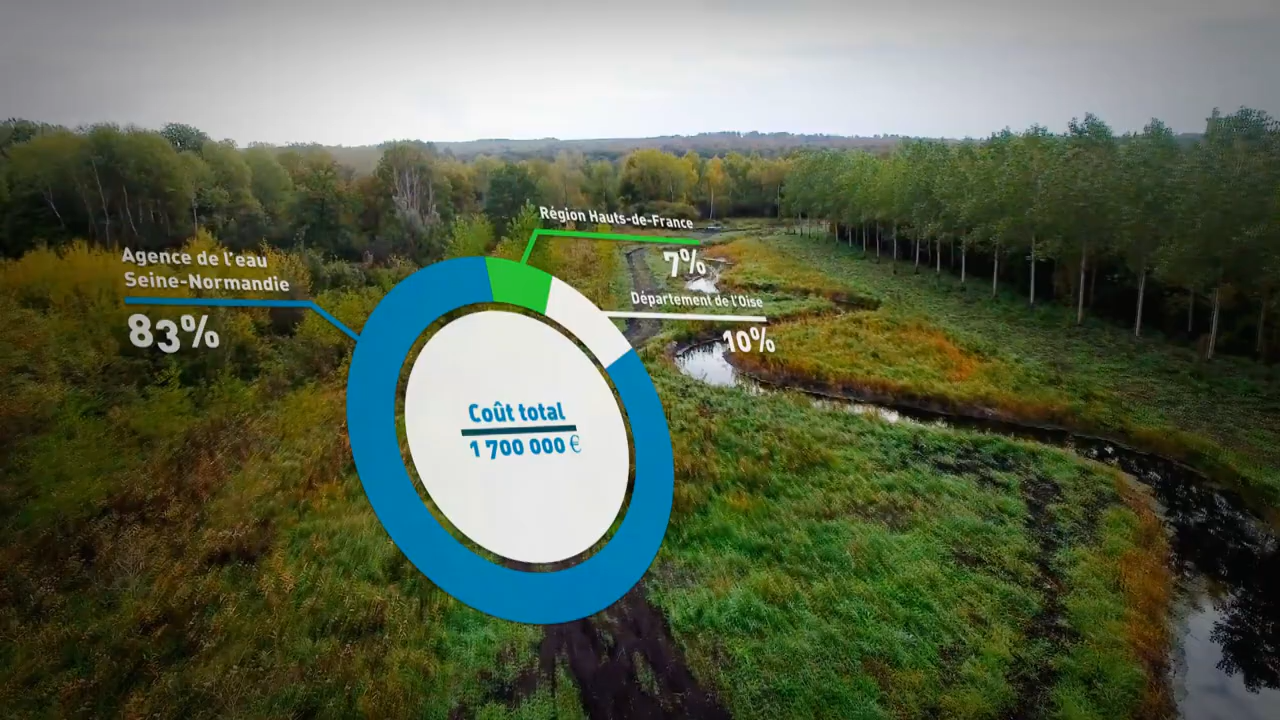 Région Hauts-de-France
7%
Agence de l'eau
Seine-Normandie
83%
Département de l'Oise
10%
Coût total
1 700 000 €